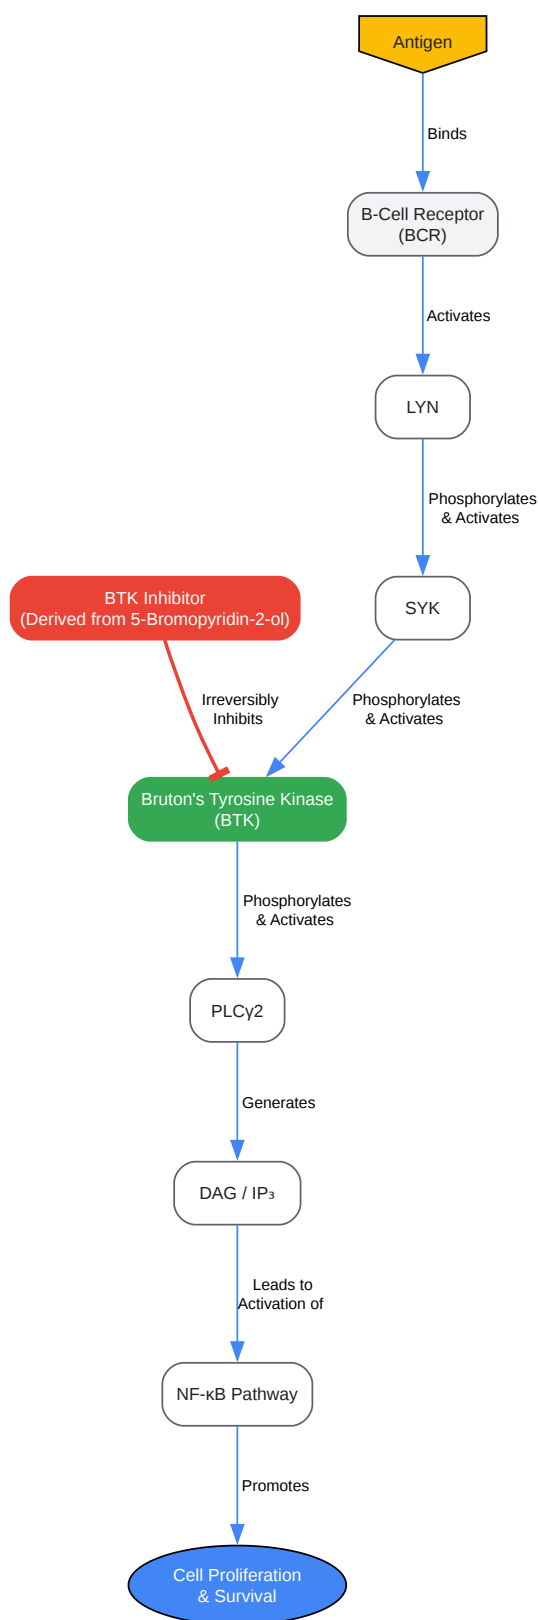 Antigen
Binds
B-Cell Receptor
(BCR)
Activates
LYN
Phosphorylates
& Activates
BTK Inhibitor
(Derived from 5-Bromopyridin-2-ol)
SYK
Irreversibly
Inhibits
Phosphorylates
& Activates
Bruton's Tyrosine Kinase
(BTK)
Phosphorylates
& Activates
PLCγ2
Generates
DAG / IP₃
Leads to
Activation of
NF-κB Pathway
Promotes
Cell Proliferation
& Survival